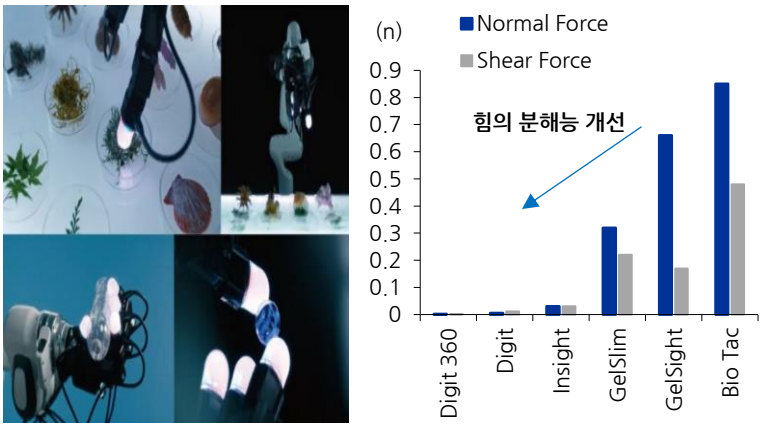 (n)
Normal Force
Shear Force
힘의 분해능 개선
0.9
0.8
0.7
0.6
0.5
0.4
0.3
0.2
0.1
0
Digit 360
Digit
Insight
GelSlim
GelSight
Bio Tac